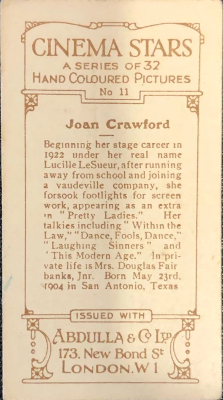 CINEMA STARS
A SERIES OF 32
HAND COLOURED PICTURES
No 11
Joan Crawford
Beginning her stage career in
1922 under her real name
Lucille LeSueur, after running
away from school and joining
a vaudeville company, she
forsook footlights for screen
work, appearing as an extra
in "Pretty Ladies." Her
talkies including "Within the
Law," "Dance, Fools, Dance,"
"Laughing Sinners" and
"This Modern Age." In private
life is Mrs. Douglas Fair
banks, Jnr. Born May 23rd,
1904 in San Antonio, Texas
ISSUED WITH
ABDULLA & Co LTD
173, New Bond St
LONDON. W.1